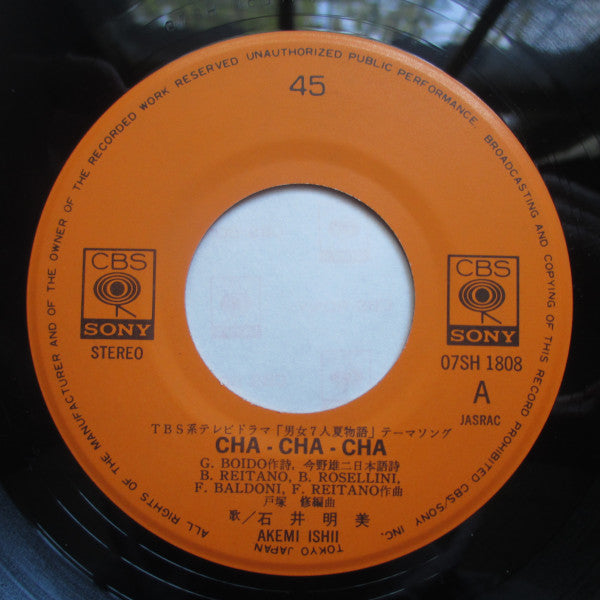 ALL RIGHTS OF THE MANUFACTURER AND OF THE OWNER OF THE RECORDED WORK RESERVED UNAUTHORIZED PUBLIC PERFORMANCE. BROADCASTING AND COPYING OF THIS RECORD PROHIBITED CBS/SONY INC.
TOKYO JAPAN
45
CBS
SONY
STEREO
CBS
SONY
07SH 1808
A
JASRAC
TBS系テレビドラマ「男女7人夏物語」テーマソング
CHA - CHA - CHA
G. BOIDO作詩, 今野雄二日本語詩
B. REITANO, B. ROSELLINI,
F. BALDONI, F. REITANO作曲
戸塚 修編曲
歌／石井明美
AKEMI ISHII